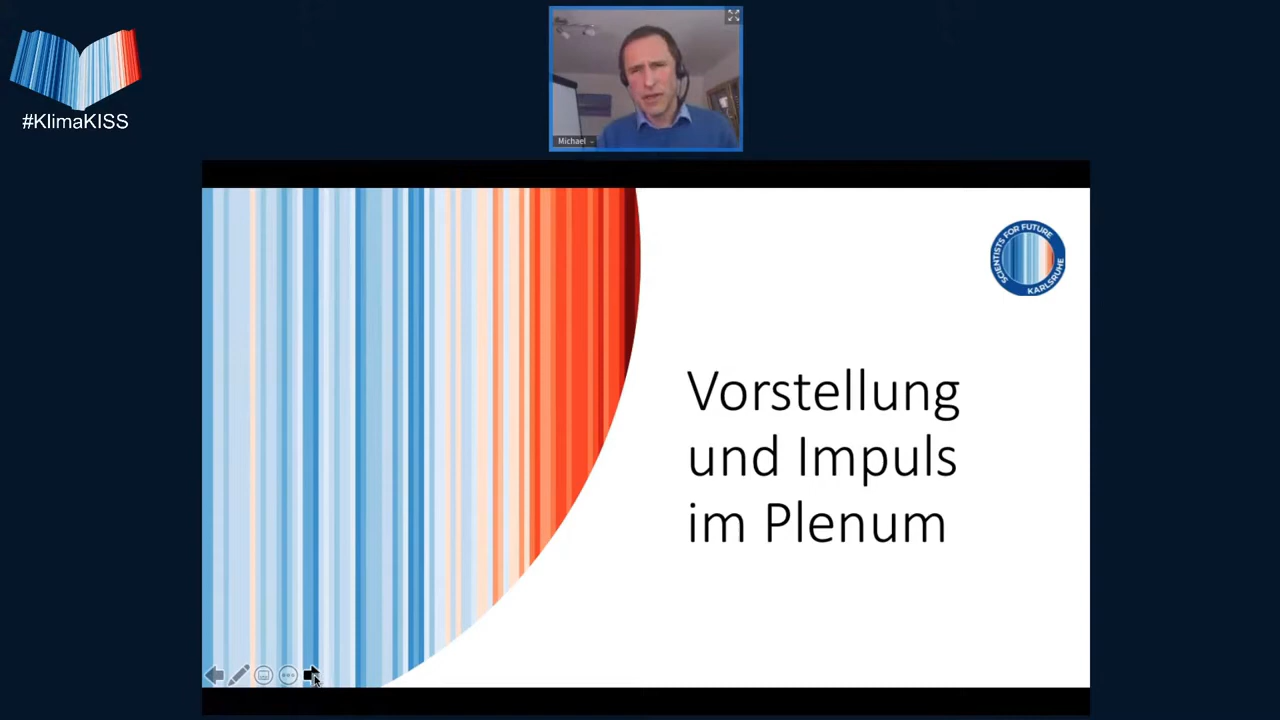 #KlimaKISS
Michael
SCIENTISTS FOR FUTURE
KARLSRUHE
Vorstellung
und Impuls
im Plenum